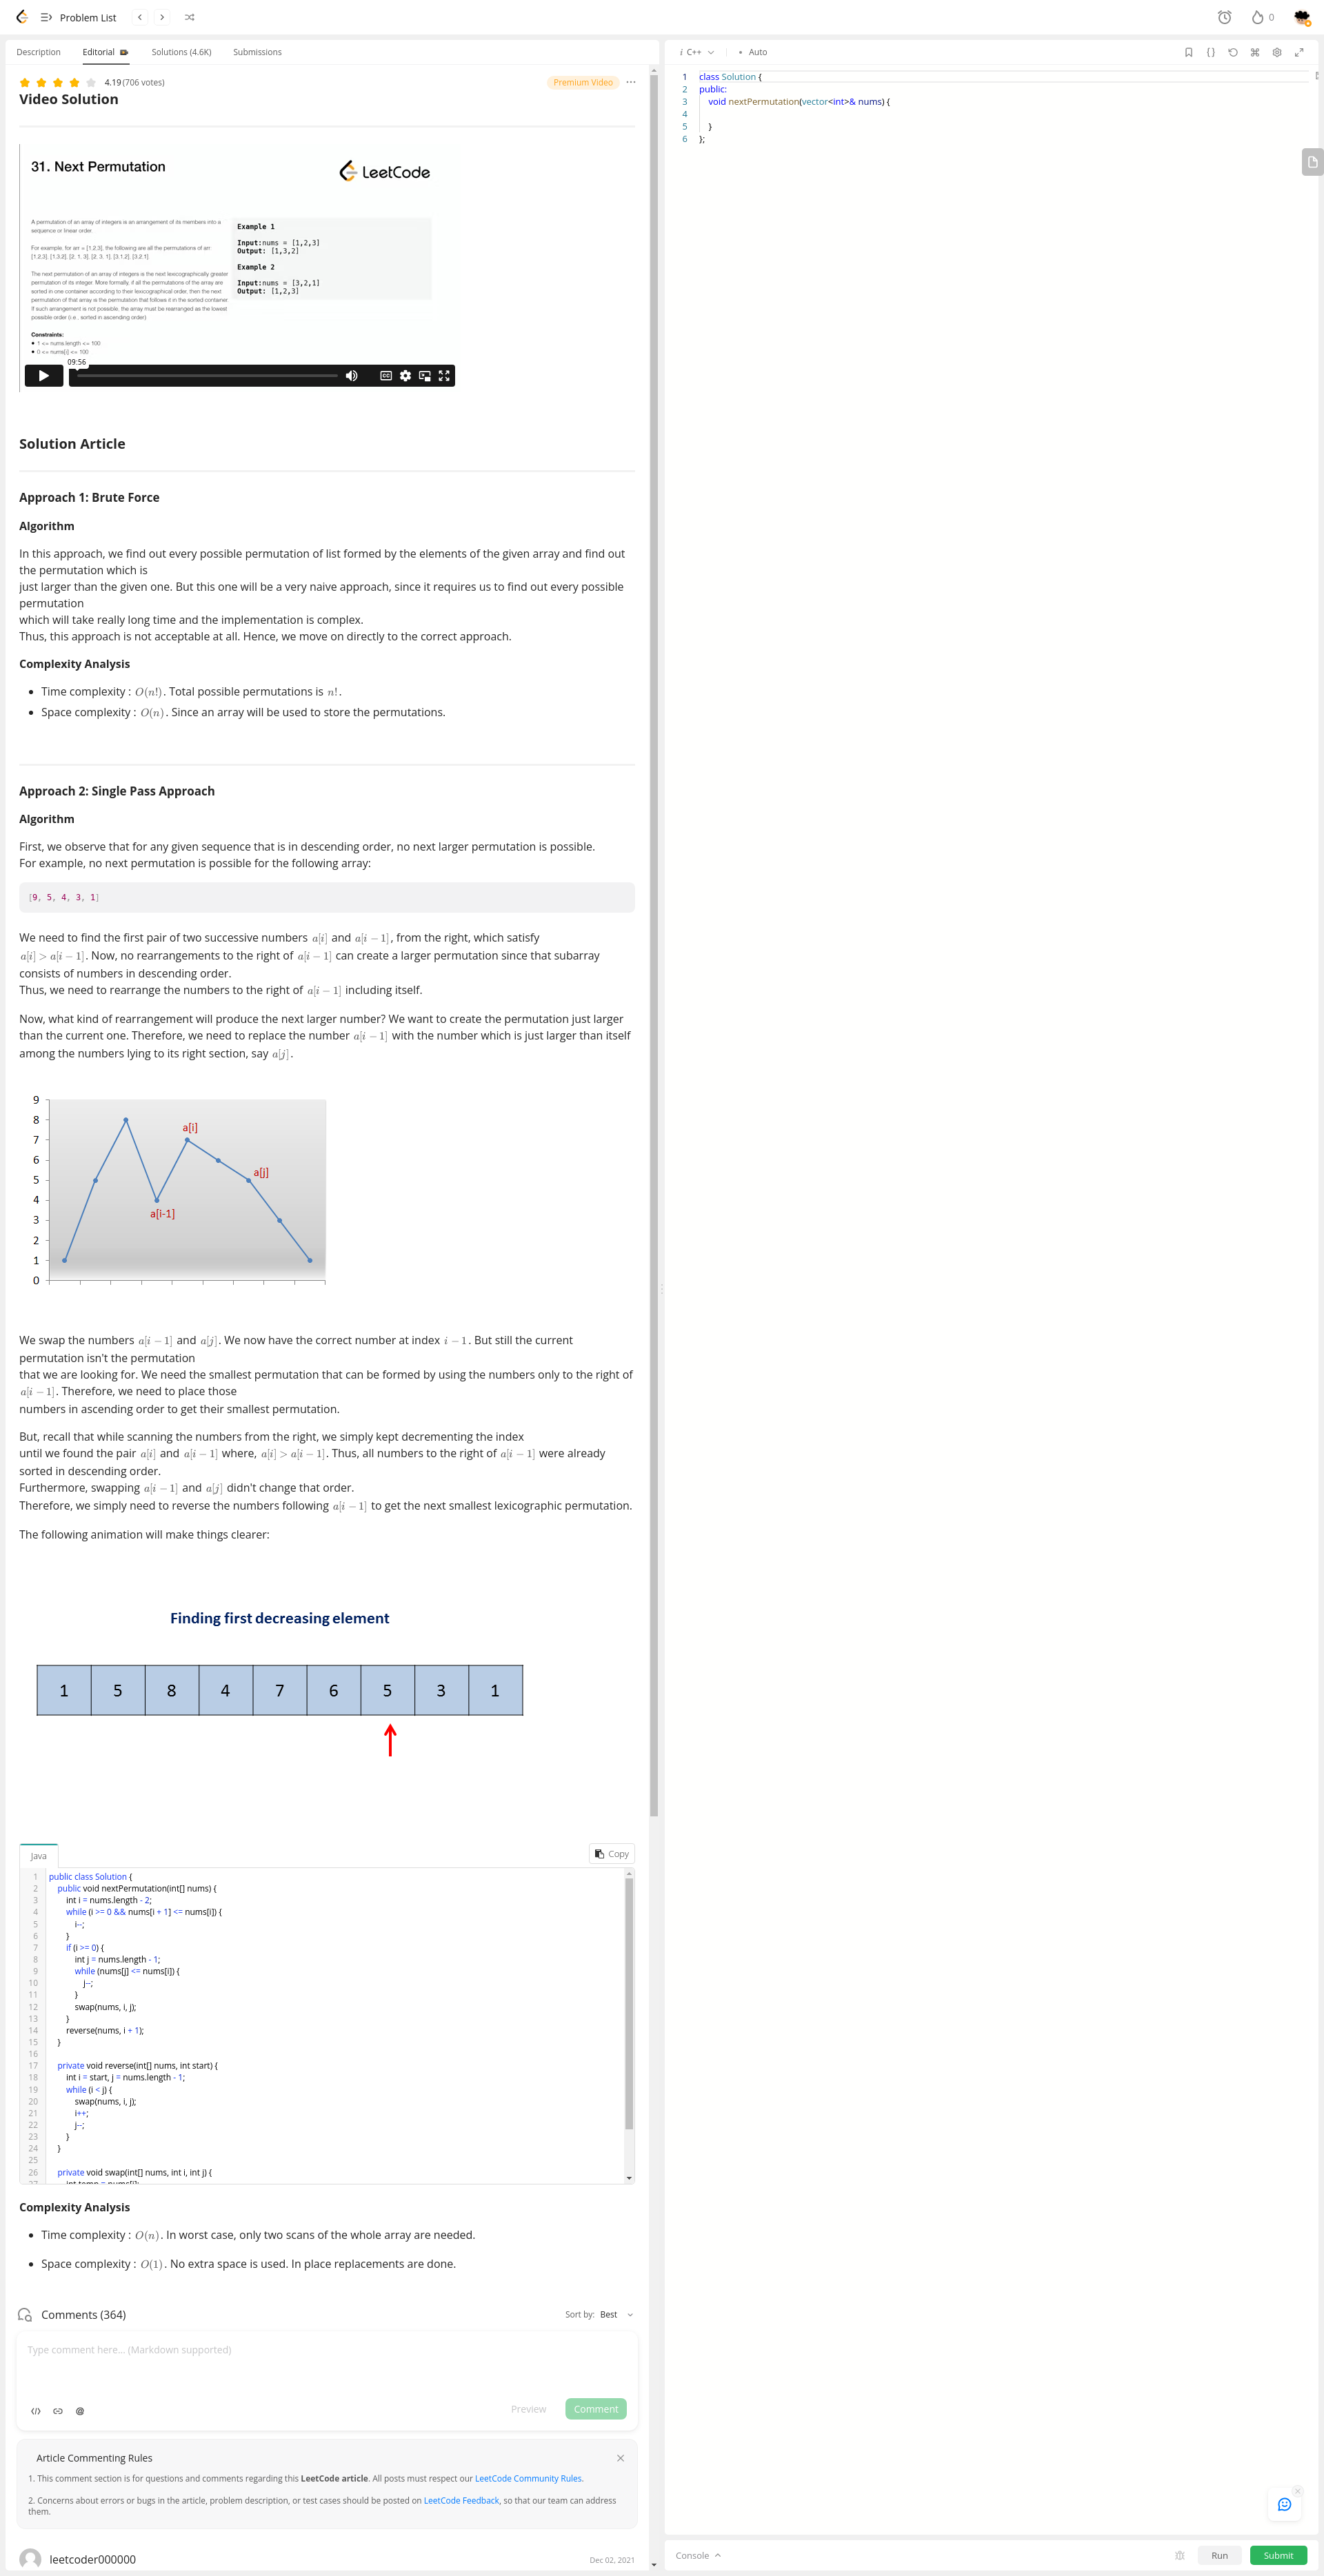 Problem List
0
Description
Editorial
Solutions (4.6K)
Submissions
4.19 (706 votes)
Premium Video
Video Solution
31. Next Permutation
LeetCode
A permutation of an array of integers is an arrangement of its members into a
sequence or linear order.
For example, for arr = [1,2,3], the following are all the permutations of arr:
[1,2,3], [1,3,2], [2, 1, 3], [2, 3, 1], [3,1,2], [3,2,1]
The next permutation of an array of integers is the next lexicographically greater
permutation of its integer. More formally, if all the permutations of the array are
sorted in one container according to their lexicographical order, then the next
permutation of that array is the permutation that follows it in the sorted container.
If such arrangement is not possible, the array must be rearranged as the lowest
possible order (i.e., sorted in ascending order)
Constraints:
• 1 <= nums.length <= 100
• 0 <= nums[i] <= 100
Example 1
Input:nums = [1,2,3]
Output: [1,3,2]
Example 2
Input:nums = [3,2,1]
Output: [1,2,3]
09:56
CC
Solution Article
Approach 1: Brute Force
Algorithm
In this approach, we find out every possible permutation of list formed by the elements of the given array and find out
the permutation which is
just larger than the given one. But this one will be a very naive approach, since it requires us to find out every possible
permutation
which will take really long time and the implementation is complex.
Thus, this approach is not acceptable at all. Hence, we move on directly to the correct approach.
Complexity Analysis
• Time complexity : O(n!). Total possible permutations is n!.
• Space complexity : O(n). Since an array will be used to store the permutations.
Approach 2: Single Pass Approach
Algorithm
First, we observe that for any given sequence that is in descending order, no next larger permutation is possible.
For example, no next permutation is possible for the following array:
[9, 5, 4, 3, 1]
We need to find the first pair of two successive numbers a[i] and a[i − 1], from the right, which satisfy
a[i] > a[i − 1]. Now, no rearrangements to the right of a[i − 1] can create a larger permutation since that subarray
consists of numbers in descending order.
Thus, we need to rearrange the numbers to the right of a[i − 1] including itself.
Now, what kind of rearrangement will produce the next larger number? We want to create the permutation just larger
than the current one. Therefore, we need to replace the number a[i − 1] with the number which is just larger than itself
among the numbers lying to its right section, say a[j].
9
8
7
6
5
4
3
2
1
0
a[i]
a[j]
a[i-1]
We swap the numbers a[i − 1] and a[j]. We now have the correct number at index i − 1. But still the current
permutation isn't the permutation
that we are looking for. We need the smallest permutation that can be formed by using the numbers only to the right of
a[i − 1]. Therefore, we need to place those
numbers in ascending order to get their smallest permutation.
But, recall that while scanning the numbers from the right, we simply kept decrementing the index
until we found the pair a[i] and a[i − 1] where, a[i] > a[i − 1]. Thus, all numbers to the right of a[i − 1] were already
sorted in descending order.
Furthermore, swapping a[i − 1] and a[j] didn't change that order.
Therefore, we simply need to reverse the numbers following a[i − 1] to get the next smallest lexicographic permutation.
The following animation will make things clearer:
Finding first decreasing element
1 5 8 4 7 6 5 3 1
Java
Copy
1 public class Solution {
2 public void nextPermutation(int[] nums) {
3 int i = nums.length - 2;
4 while (i >= 0 && nums[i + 1] <= nums[i]) {
5 i--;
6 }
7 if (i >= 0) {
8 int j = nums.length - 1;
9 while (nums[j] <= nums[i]) {
10 j--;
11 }
12 swap(nums, i, j);
13 }
14 reverse(nums, i + 1);
15 }
16
17 private void reverse(int[] nums, int start) {
18 int i = start, j = nums.length - 1;
19 while (i < j) {
20 swap(nums, i, j);
21 i++;
22 j--;
23 }
24 }
25
26 private void swap(int[] nums, int i, int j) {
27 int temp = nums[i];
Complexity Analysis
• Time complexity : O(n). In worst case, only two scans of the whole array are needed.
• Space complexity : O(1). No extra space is used. In place replacements are done.
Comments (364)
Sort by: Best
Type comment here... (Markdown supported)
Preview
Comment
Article Commenting Rules
1. This comment section is for questions and comments regarding this LeetCode article. All posts must respect our LeetCode Community Rules.
2. Concerns about errors or bugs in the article, problem description, or test cases should be posted on LeetCode Feedback, so that our team can address
them.
leetcoder000000
Dec 02, 2021
i C++
• Auto
1 class Solution {
2 public:
3 void nextPermutation(vector<int>& nums) {
4
5 }
6 };
Console
Run
Submit